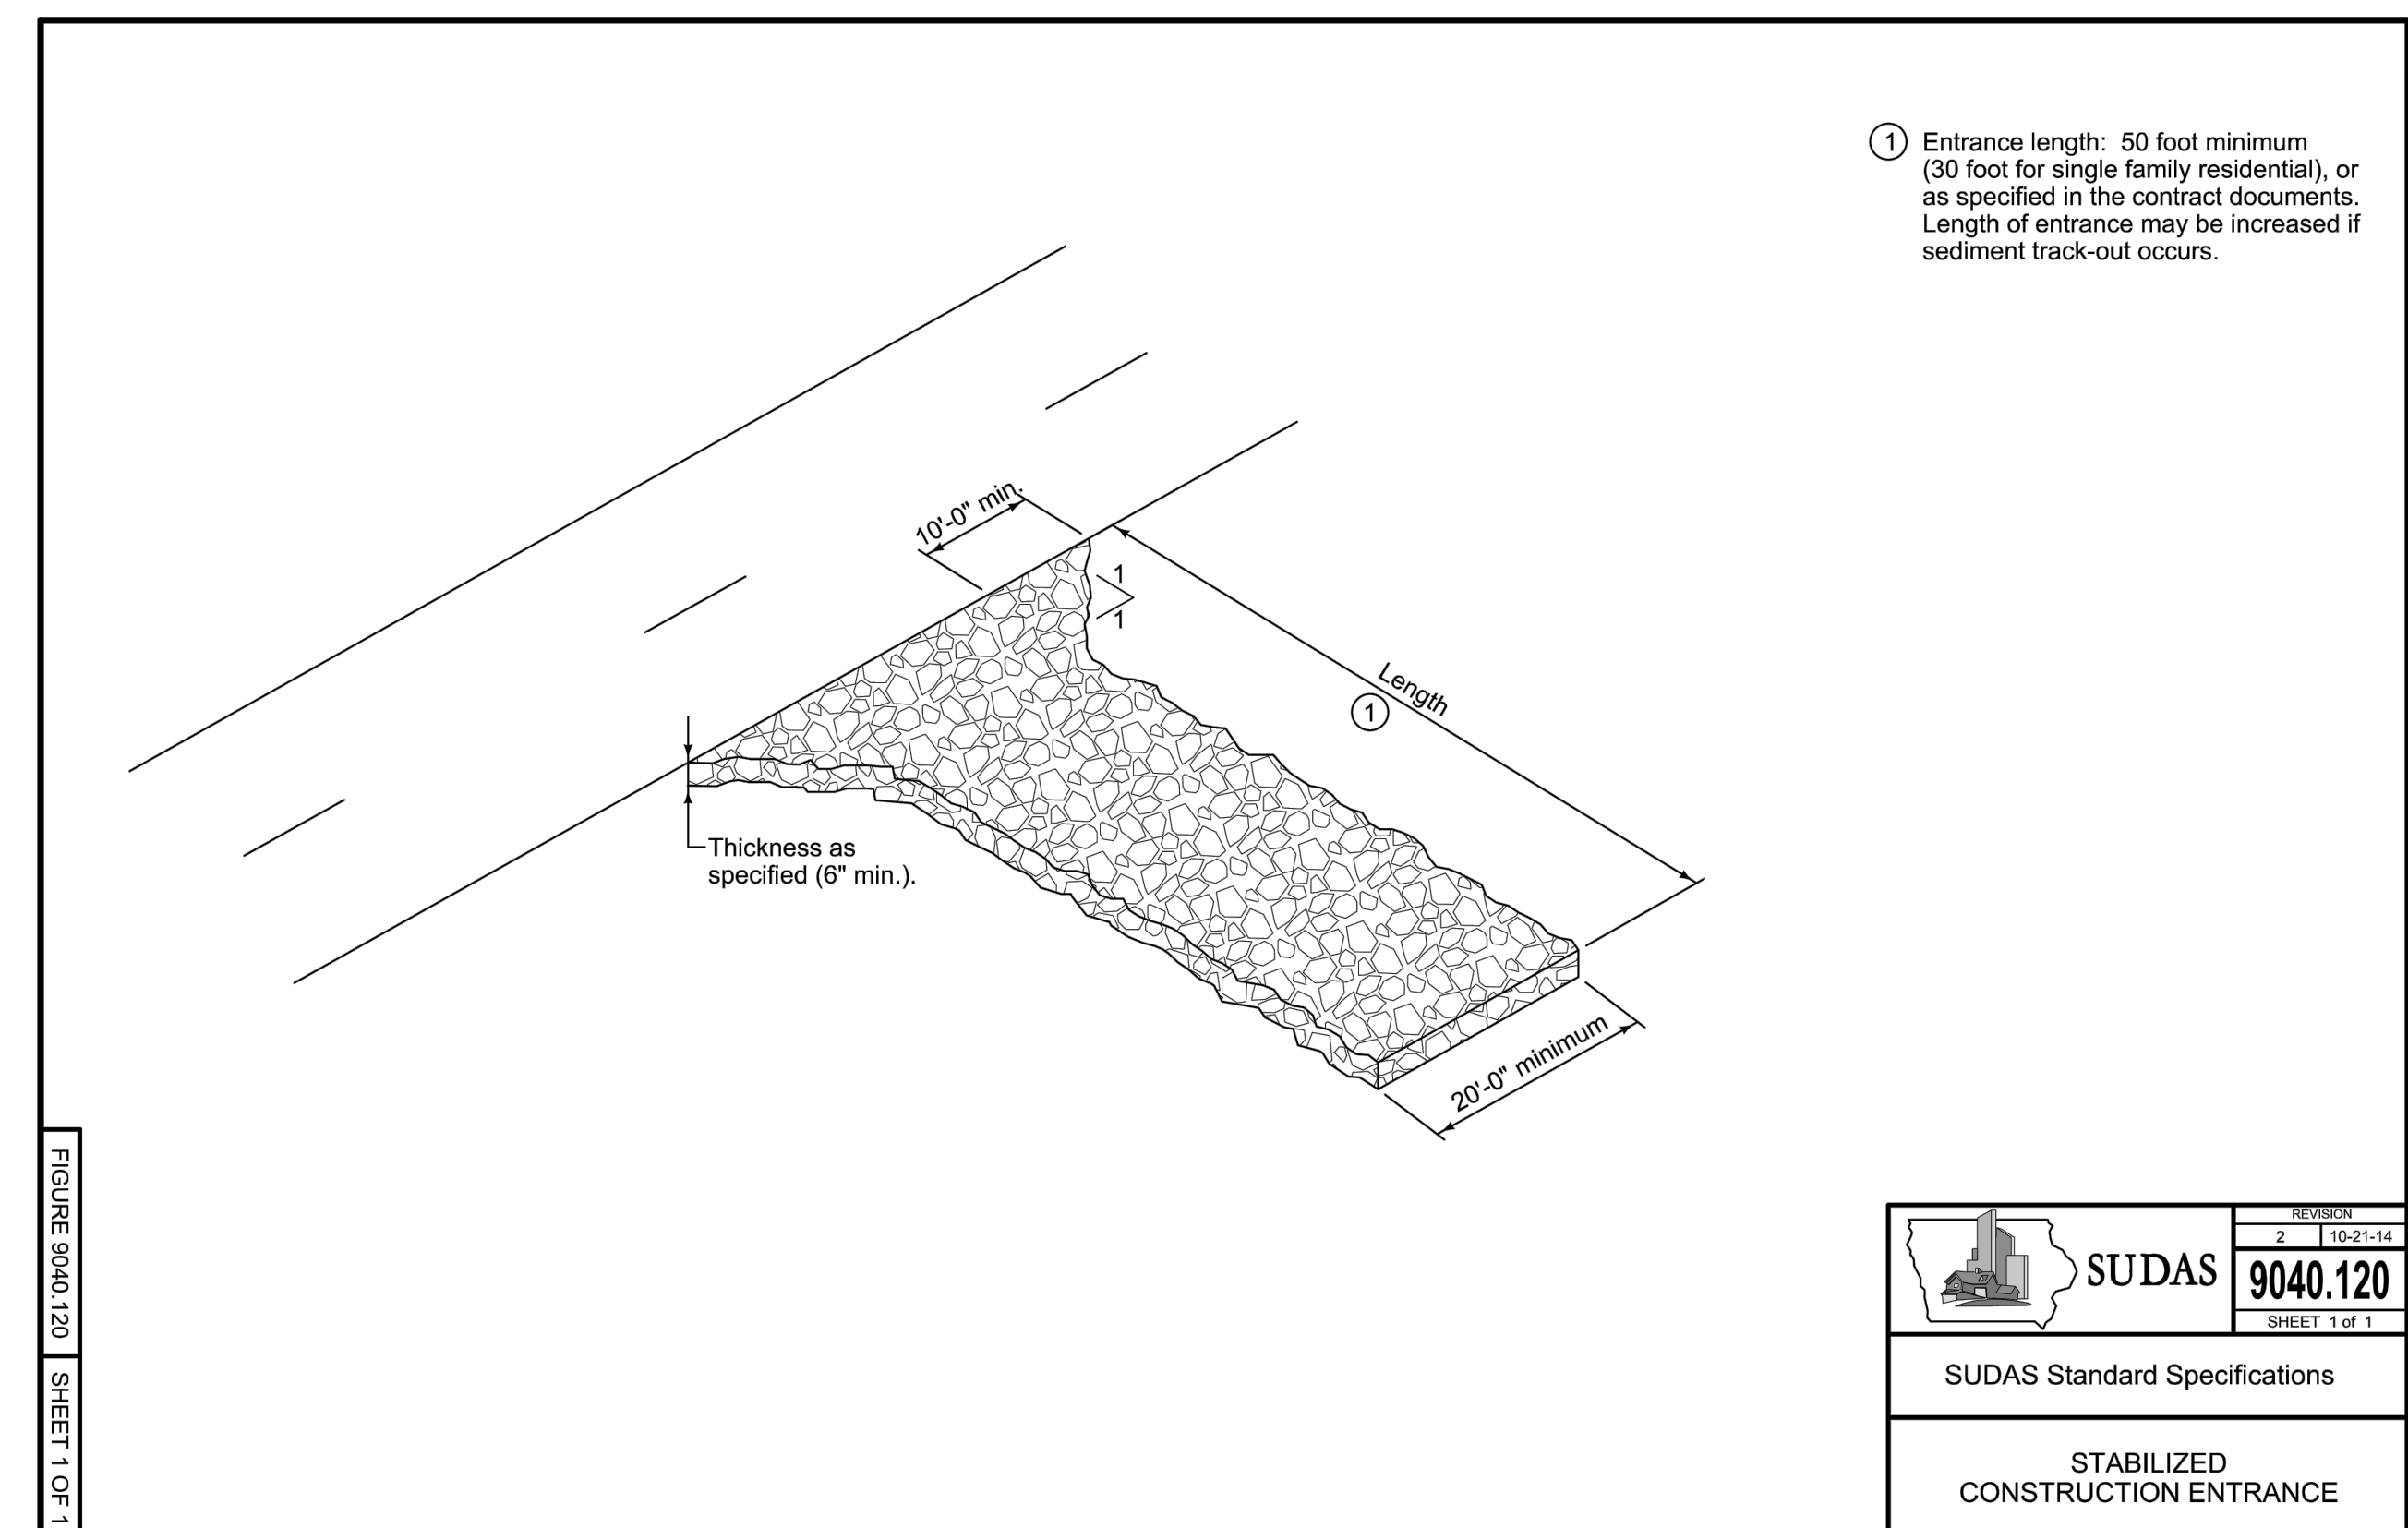 ① Entrance length: 50 foot minimum
(30 foot for single family residential), or
as specified in the contract documents.
Length of entrance may be increased if
sediment track-out occurs.
10'-0" min.
1
1
Length
①
Thickness as
specified (6" min.).
20'-0" minimum
FIGURE 9040.120
SHEET 1 OF 1
SUDAS
REVISION
2 10-21-14
9040.120
SHEET 1 of 1
SUDAS Standard Specifications
STABILIZED
CONSTRUCTION ENTRANCE